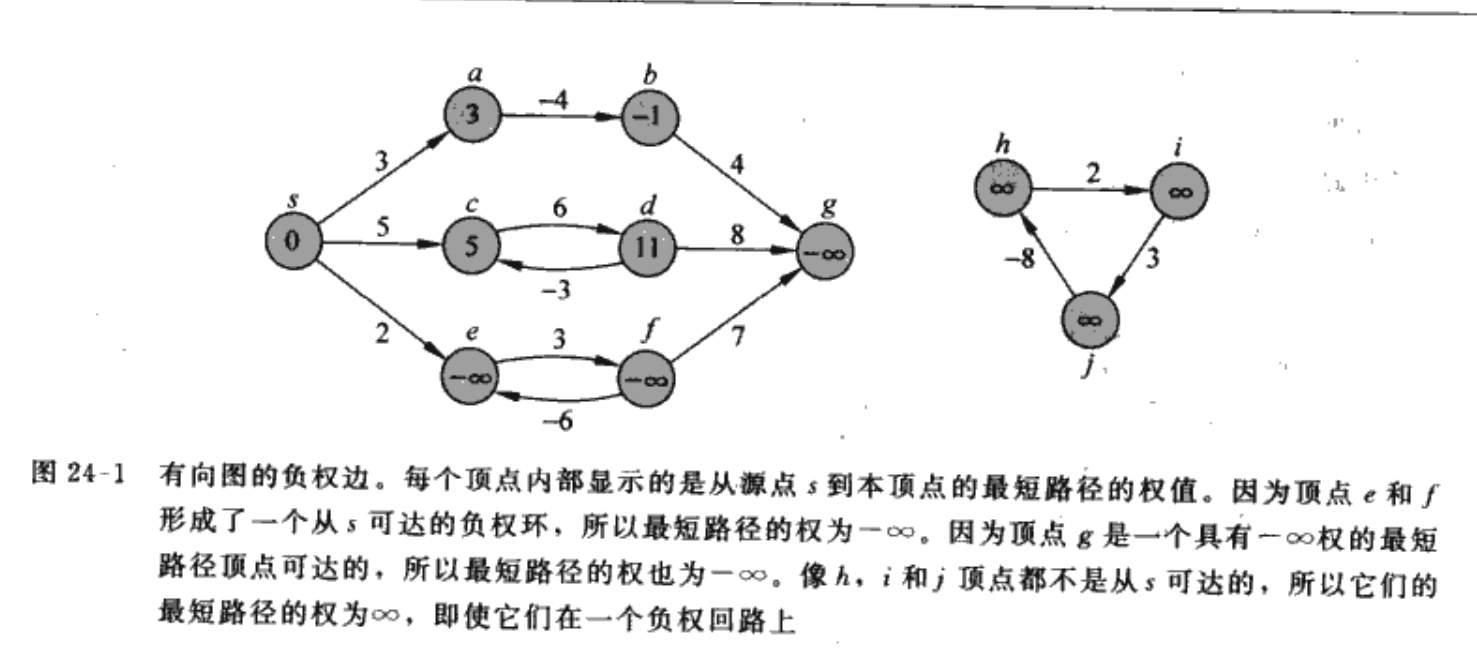 a b
3 −4 −1
3 4
h i
s c 6 d g
∞ 2 ∞
0 5 5 11 8 −∞
−3
−8 3
2 e 3 f 7
∞
−∞ −∞
j
−6
图 24-1 有向图的负权边。每个顶点内部显示的是从源点 s 到本顶点的最短路径的权值。因为顶点 e 和 f
形成了一个从 s 可达的负权环，所以最短路径的权为−∞。因为顶点 g 是一个具有−∞权的最短
路径顶点可达的，所以最短路径的权也为−∞。像 h，i 和 j 顶点都不是从 s 可达的，所以它们的
最短路径的权为∞，即使它们在一个负权回路上